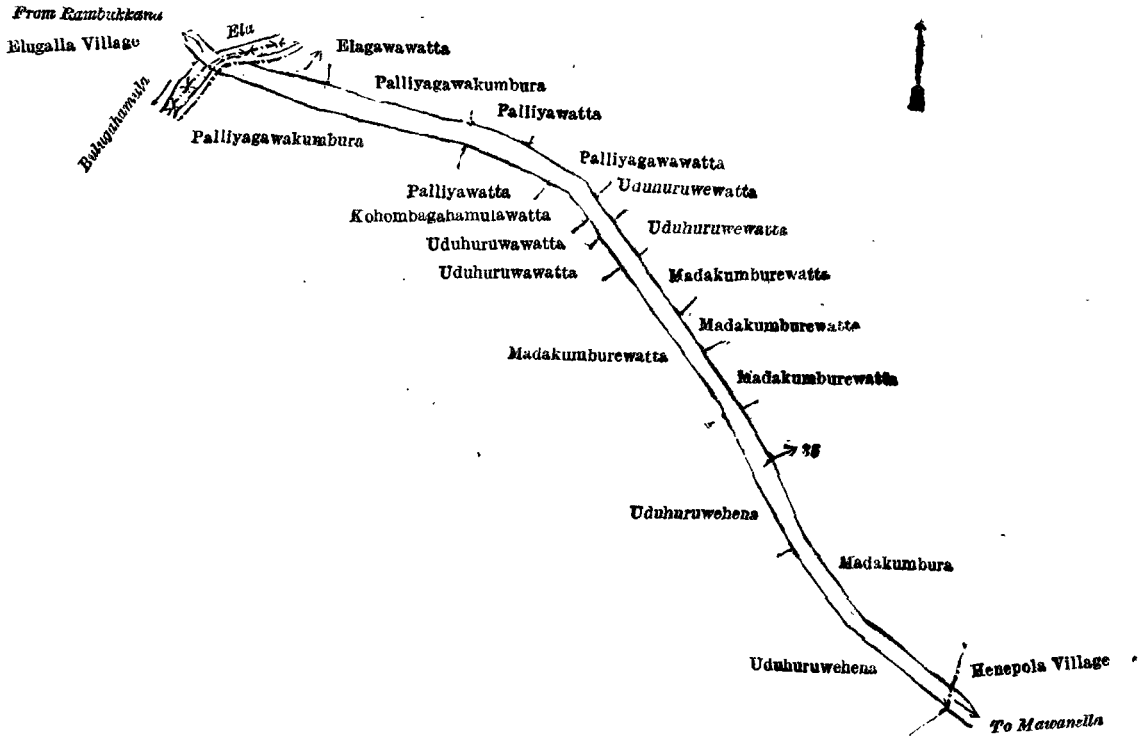 From Rambukkana
Ela
Elugalla Village
Elagawawatta
Bulugahamula
Palliyagawakumbura
Palliyawatta
Palliyagawakumbura
Palliyagawawatta
Palliyawatta
Uduhuruwewatta
Kohombagahamulawatta
Uduhuruwewatta
Uduhuruwawatta
Uduhuruwawatta
Madakumburewatta
Madakumburewatta
Madakumburewatta
Madakumburewatta
Uduhuruwehena
Madakumbura
Uduhuruwehena
Henepola Village
To Mawanella